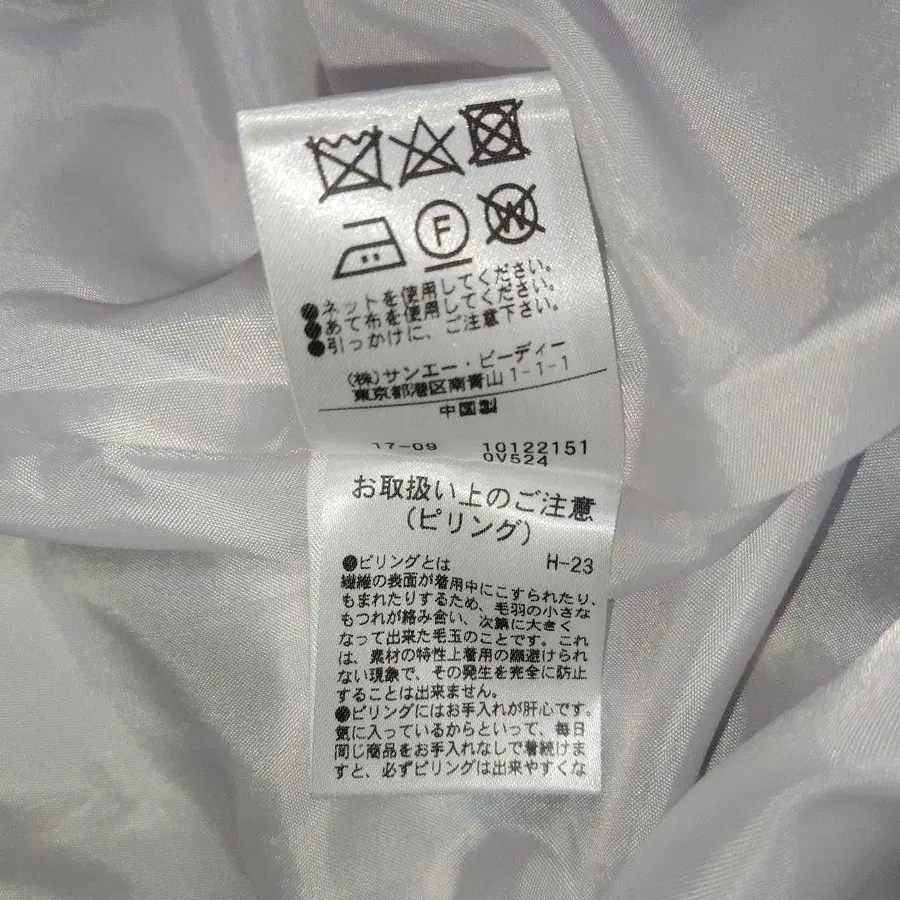 F
W
●ネットを使用してください。
●あて布を使用してください。
●引っかけに、ご注意下さい。
(株)サンエー・ビーディー
東京都港区南青山1-1-1
中国製
17-09 10122151
0V524
お取扱い上のご注意
(ピリング)
●ピリングとは H-23
繊維の表面が着用中にこすられたり、
もまれたりするため、毛羽の小さな
もつれが絡み合い、次第に大きく
なって出来た毛玉のことです。これ
は、素材の特性上着用の際避けられ
ない現象で、その発生を完全に防止
することは出来ません。
●ピリングにはお手入れが肝心です。
気に入っているからといって、毎日
同じ商品をお手入れなしで着続けま
すと、必ずピリングは出来やすくな